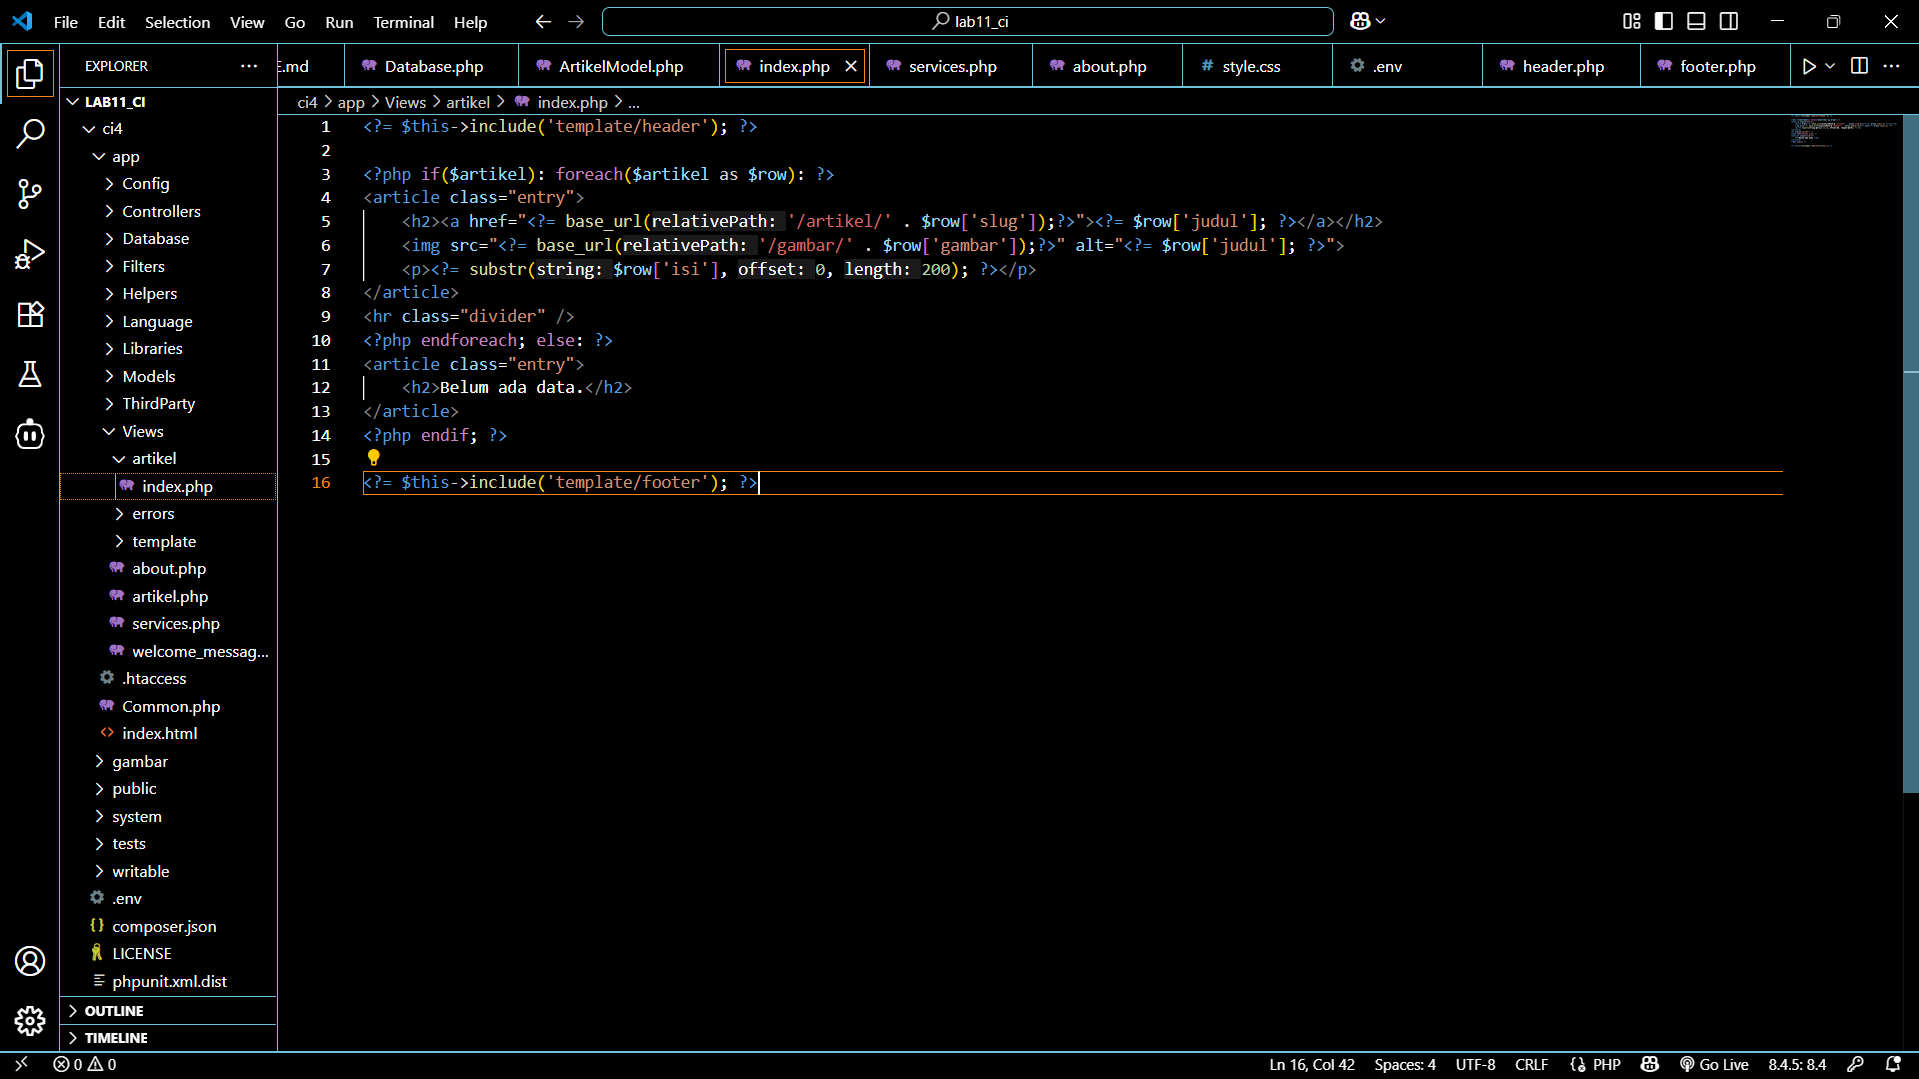 File Edit Selection View Go Run Terminal Help
lab11_ci
EXPLORER
E.md
Database.php
ArtikelModel.php
index.php
services.php
about.php
style.css
.env
header.php
footer.php
LAB11_CI
ci4
app
Config
Controllers
Database
Filters
Helpers
Language
Libraries
Models
ThirdParty
Views
artikel
index.php
errors
template
about.php
artikel.php
services.php
welcome_messag...
.htaccess
Common.php
index.html
gambar
public
system
tests
writable
.env
composer.json
LICENSE
phpunit.xml.dist
OUTLINE
TIMELINE
ci4 > app > Views > artikel > index.php > ...
1 <?= $this->include('template/header'); ?>
2
3 <?php if($artikel): foreach($artikel as $row): ?>
4 <article class="entry">
5 <h2><a href="<?= base_url(relativePath: '/artikel/' . $row['slug']);?>"><?= $row['judul']; ?></a></h2>
6 <img src="<?= base_url(relativePath: '/gambar/' . $row['gambar']);?>" alt="<?= $row['judul']; ?>">
7 <p><?= substr(string: $row['isi'], offset: 0, length: 200); ?></p>
8 </article>
9 <hr class="divider" />
10 <?php endforeach; else: ?>
11 <article class="entry">
12 <h2>Belum ada data.</h2>
13 </article>
14 <?php endif; ?>
15
16 <?= $this->include('template/footer'); ?>
0 0
Ln 16, Col 42 Spaces: 4 UTF-8 CRLF {} PHP Go Live 8.4.5: 8.4